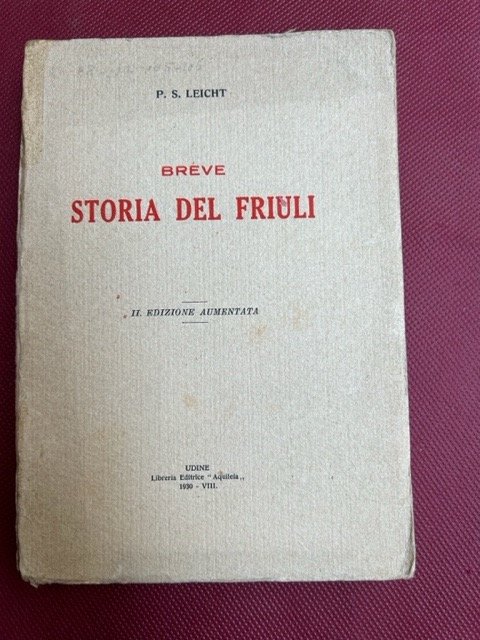 P. S. LEICHT
BREVE
STORIA DEL FRIULI
II. EDIZIONE AUMENTATA
UDINE
Libreria Editrice " Aquileia „
1930 - VIII.